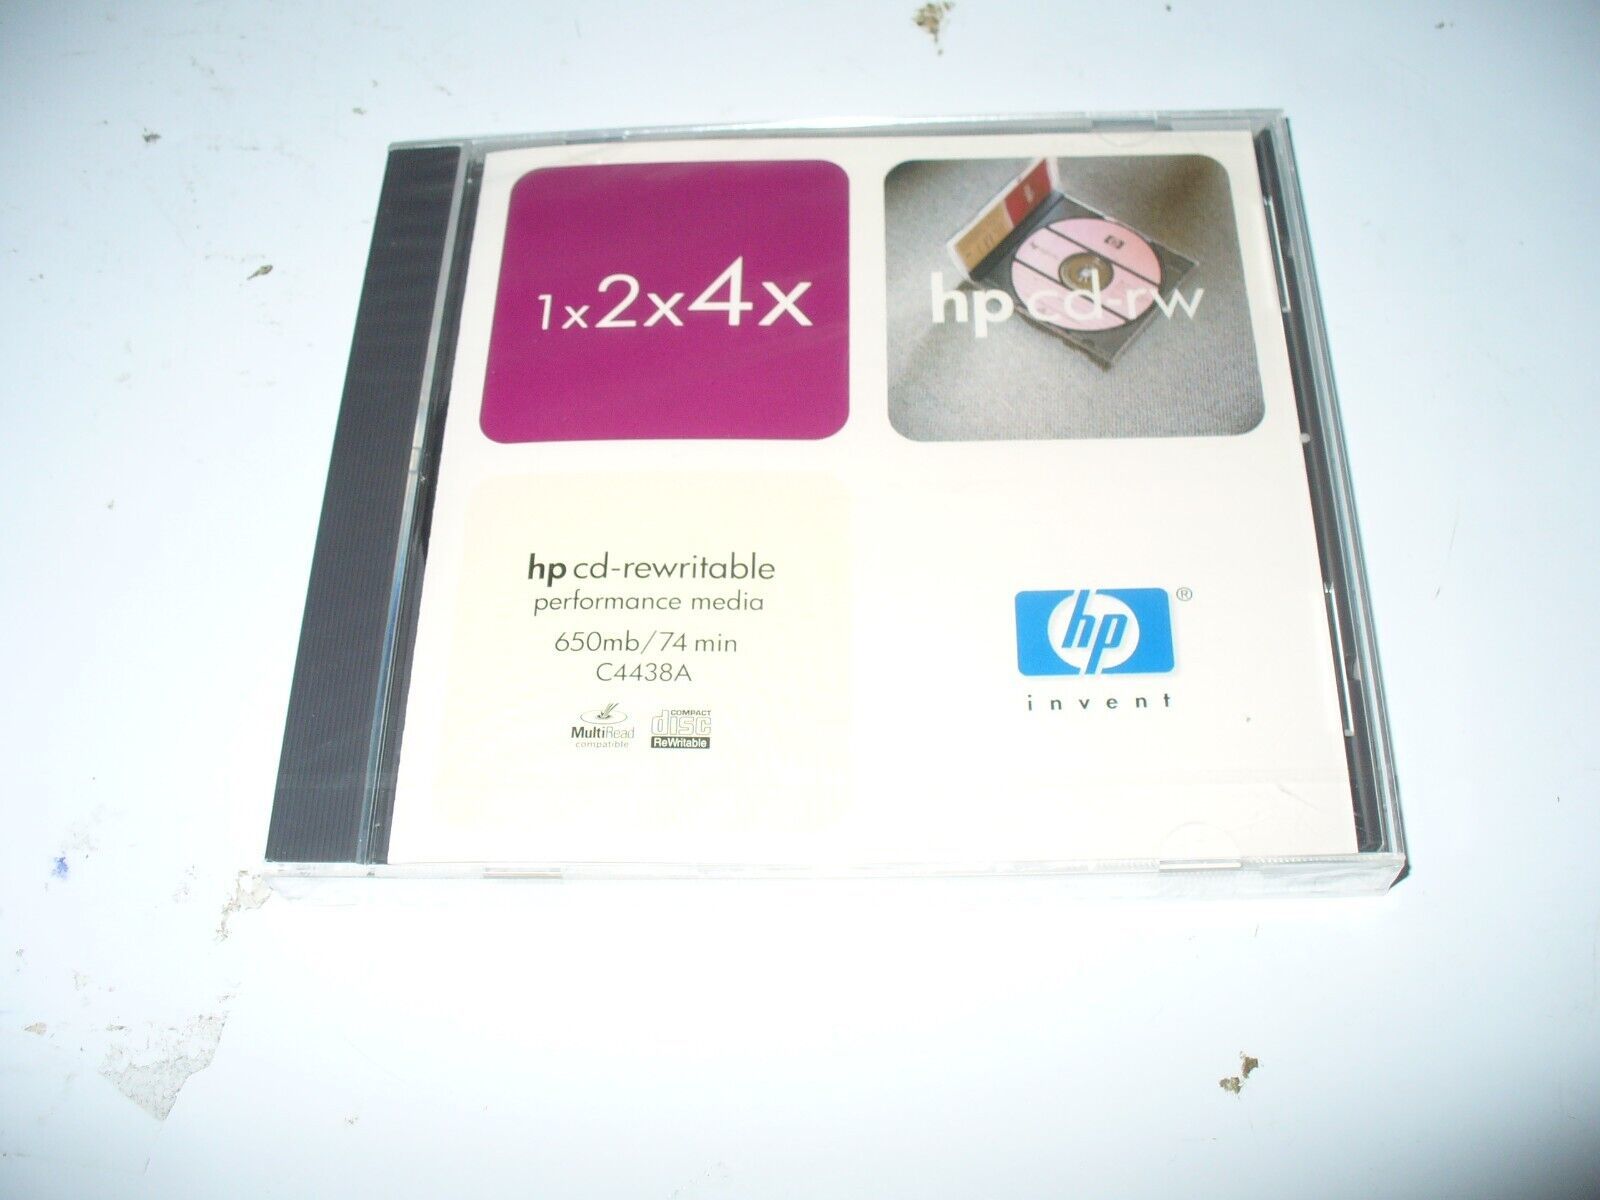 1x2x4x
hp cd-rw
hp cd-rewritable
performance media
650mb/74 min
C4438A
MultiRead
compatible
COMPACT
disc
ReWritable
hp®
invent